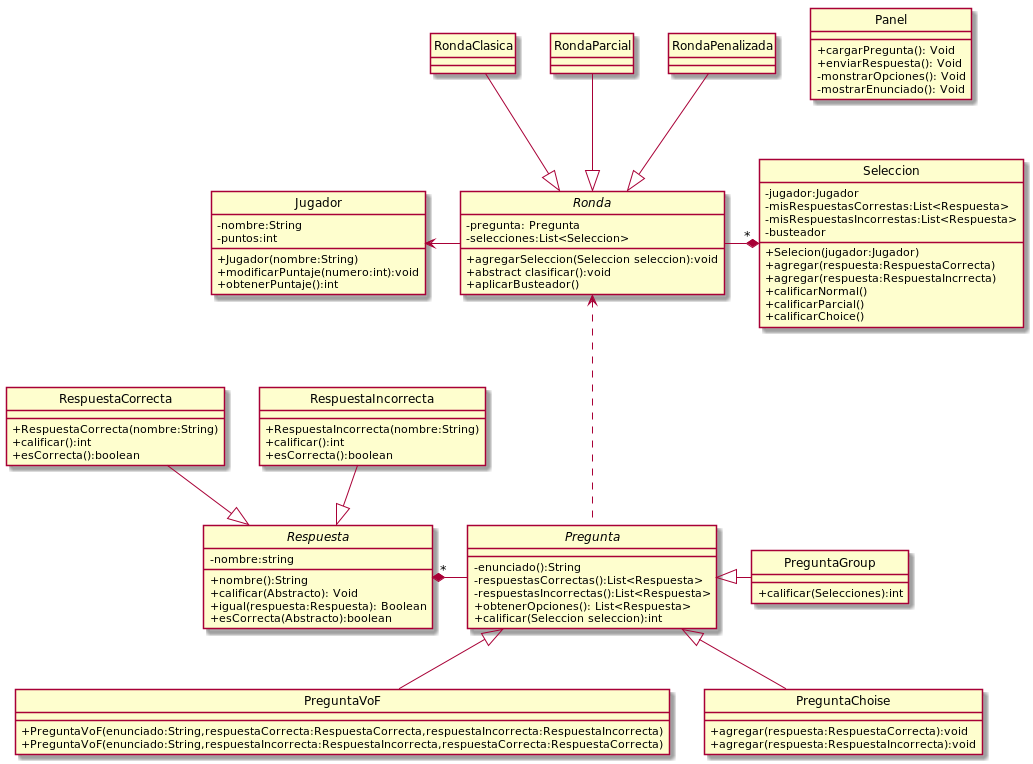 Panel
+cargarPregunta(): Void
+enviarRespuesta(): Void
-monstrarOpciones(): Void
-mostrarEnunciado(): Void
RondaClasica
RondaParcial
RondaPenalizada
Jugador
-nombre:String
-puntos:int
+Jugador(nombre:String)
+modificarPuntaje(numero:int):void
+obtenerPuntaje():int
Ronda
-pregunta: Pregunta
-selecciones:List<Seleccion>
+agregarSeleccion(Seleccion seleccion):void
+abstract clasificar():void
+aplicarBusteador()
*
Seleccion
-jugador:Jugador
-misRespuestasCorrestas:List<Respuesta>
-misRespuestasIncorrestas:List<Respuesta>
-busteador
+Selecion(jugador:Jugador)
+agregar(respuesta:RespuestaCorrecta)
+agregar(respuesta:RespuestaIncrrecta)
+calificarNormal()
+calificarParcial()
+calificarChoice()
RespuestaCorrecta
+RespuestaCorrecta(nombre:String)
+calificar():int
+esCorrecta():boolean
RespuestaIncorrecta
+RespuestaIncorrecta(nombre:String)
+calificar():int
+esCorrecta():boolean
Respuesta
-nombre:string
+nombre():String
+calificar(Abstracto): Void
+igual(respuesta:Respuesta): Boolean
+esCorrecta(Abstracto):boolean
*
Pregunta
-enunciado():String
-respuestasCorrectas():List<Respuesta>
-respuestasIncorrectas():List<Respuesta>
+obtenerOpciones(): List<Respuesta>
+calificar(Seleccion seleccion):int
PreguntaGroup
+calificar(Selecciones):int
PreguntaVoF
+PreguntaVoF(enunciado:String,respuestaCorrecta:RespuestaCorrecta,respuestaIncorrecta:RespuestaIncorrecta)
+PreguntaVoF(enunciado:String,respuestaIncorrecta:RespuestaIncorrecta,respuestaCorrecta:RespuestaCorrecta)
PreguntaChoise
+agregar(respuesta:RespuestaCorrecta):void
+agregar(respuesta:RespuestaIncorrecta):void